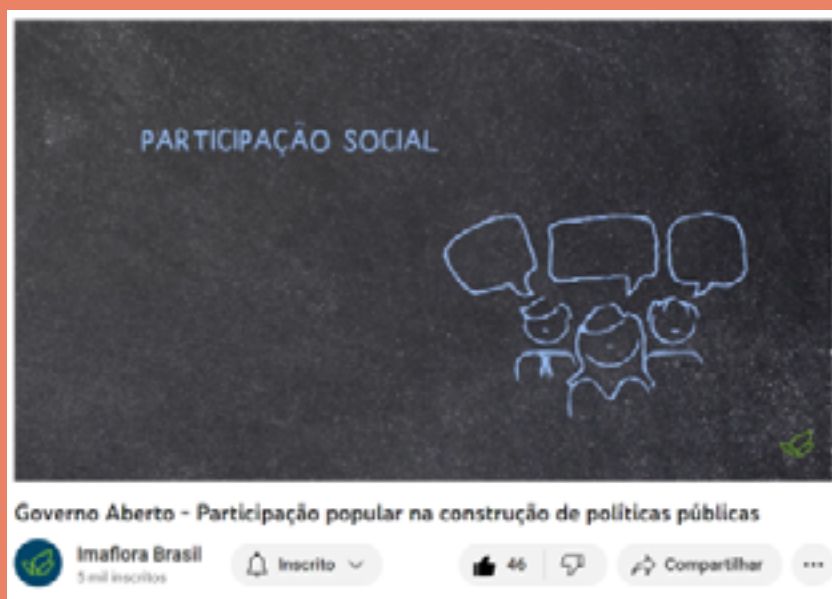 PARTICIPAÇÃO SOCIAL
Governo Aberto - Participação popular na construção de políticas públicas
Imaflora Brasil
5 mil inscritos
Inscrito
46
Compartilhar